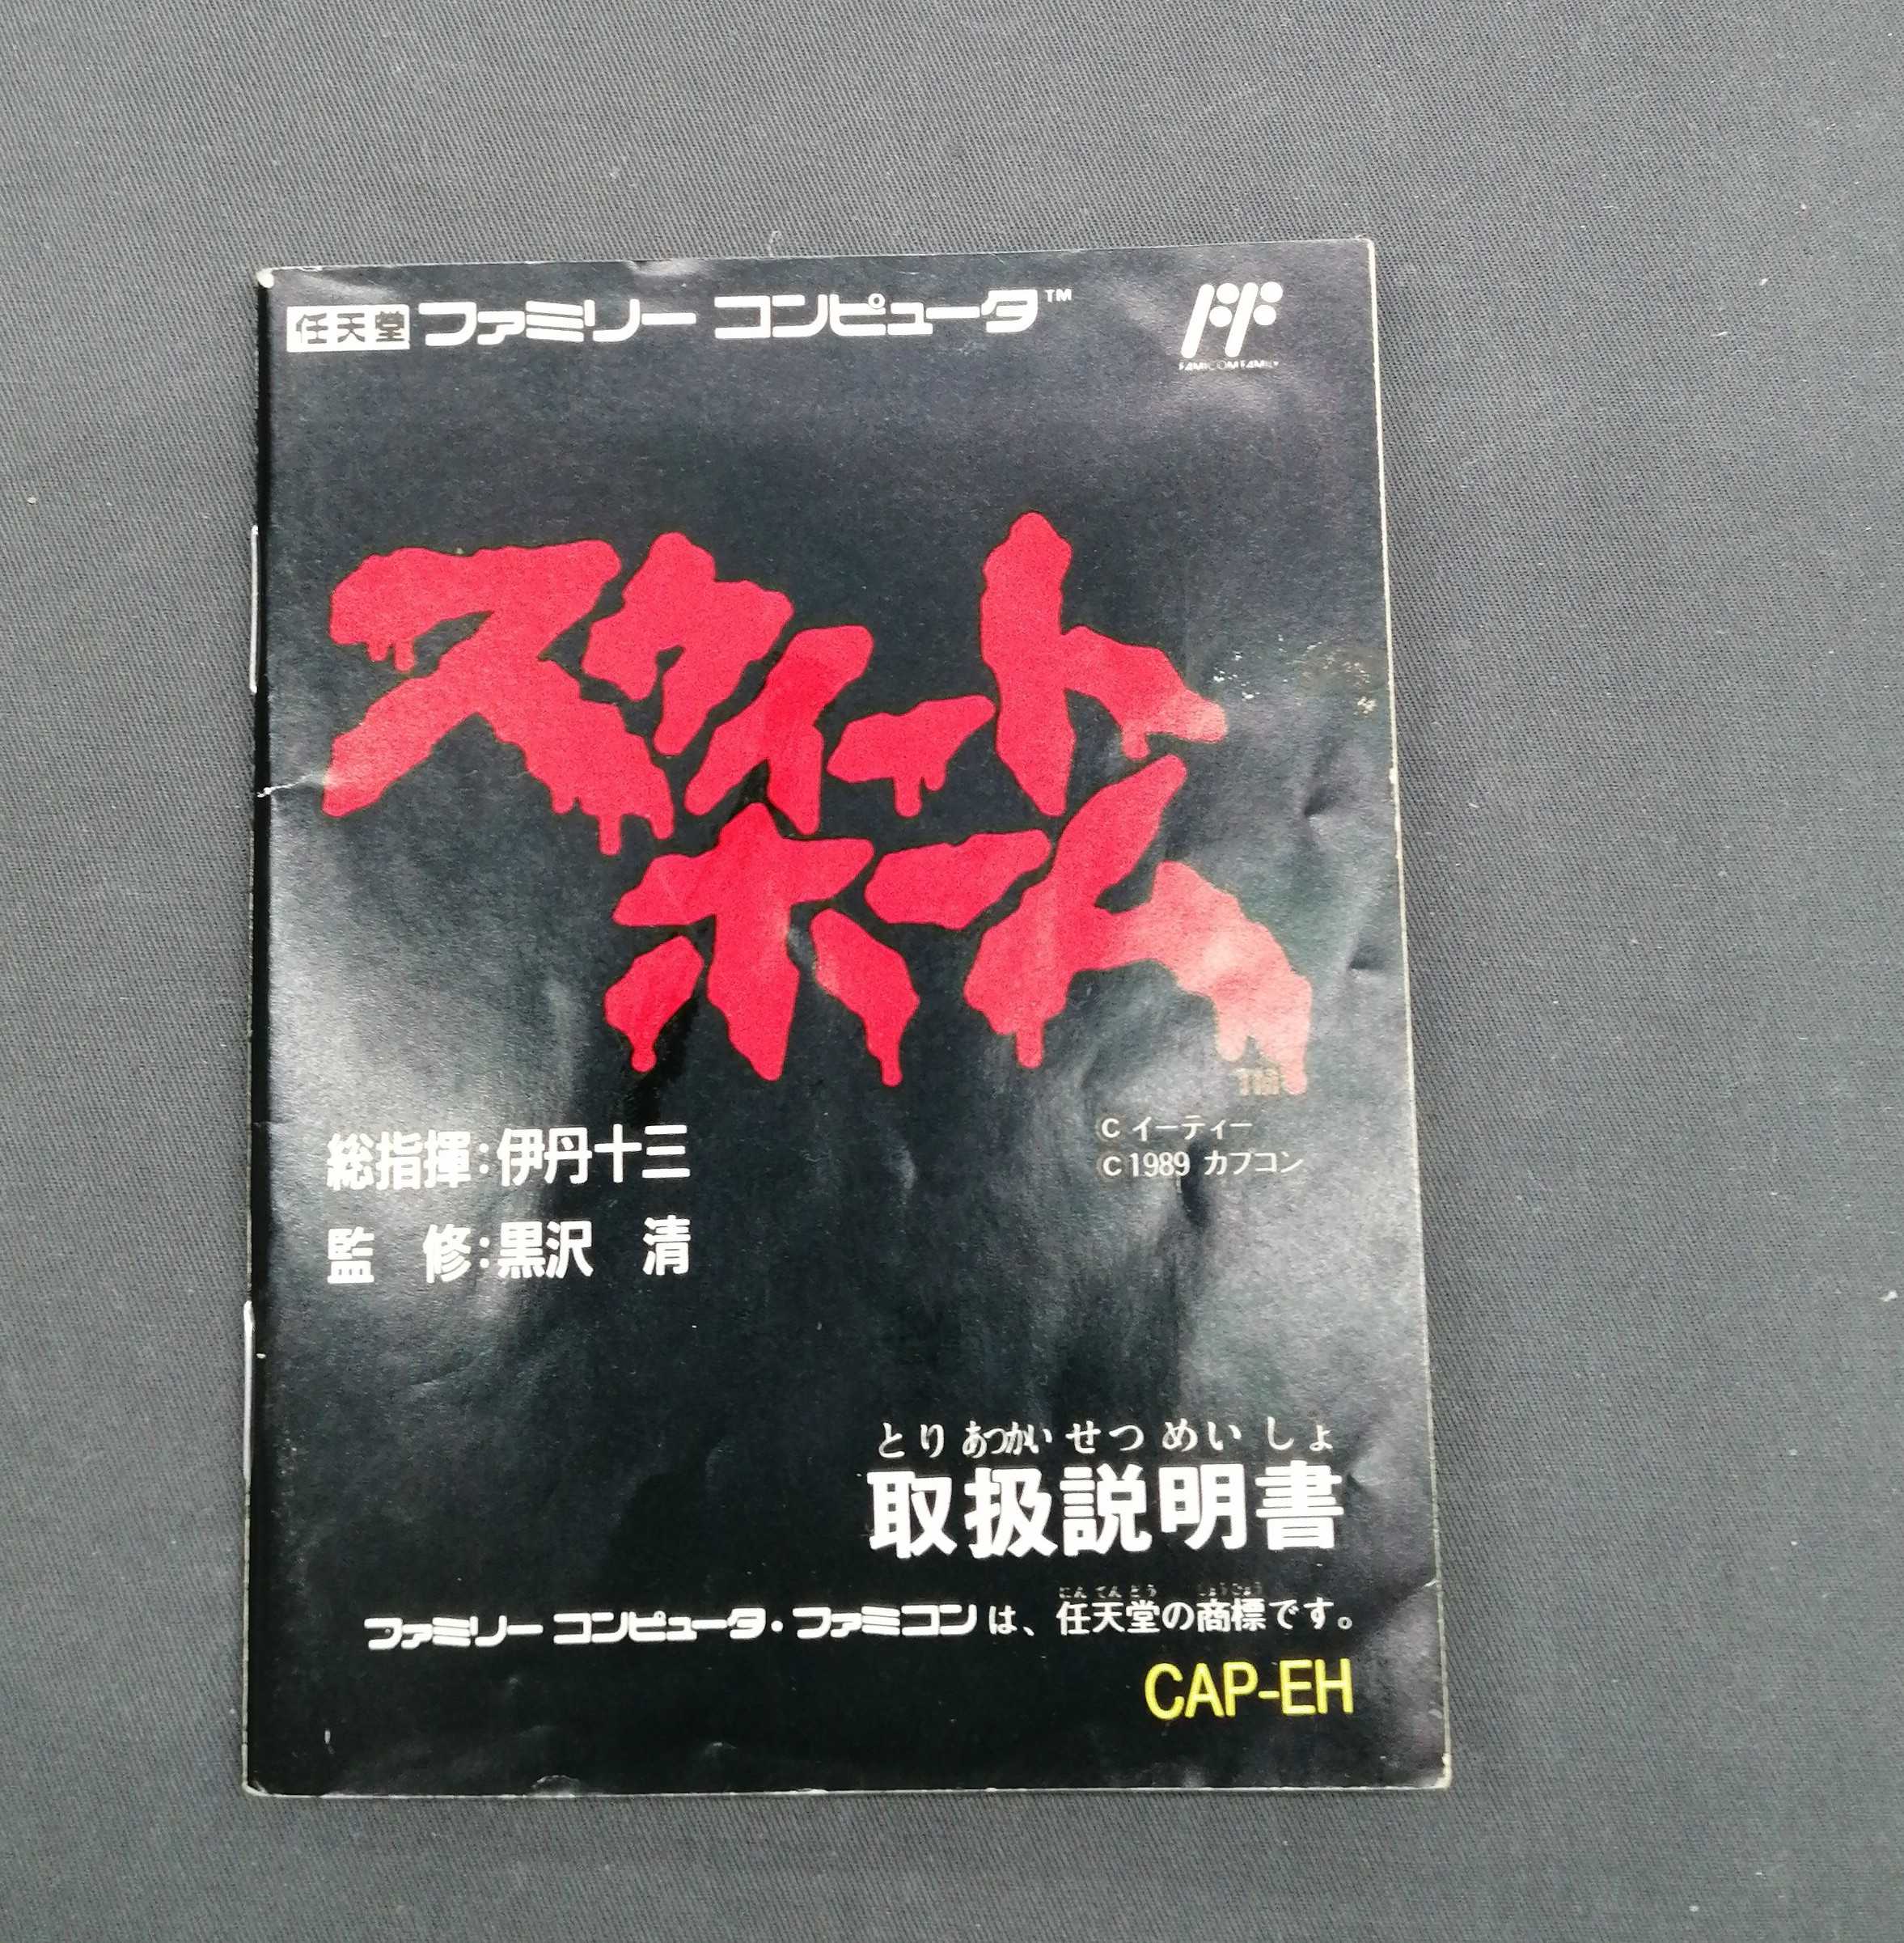 任天堂 ファミリー コンピュータ™
FAMICOM FAMILY
スウィート
ホーム
TM
総指揮:伊丹十三
監　修:黒沢　清
© イーティー
©1989 カプコン
とり あつかい せつ めい しょ
取扱説明書
にん てん どう しょうひょう
ファミリー コンピュータ・ファミコン は、任天堂の商標です。
CAP-EH